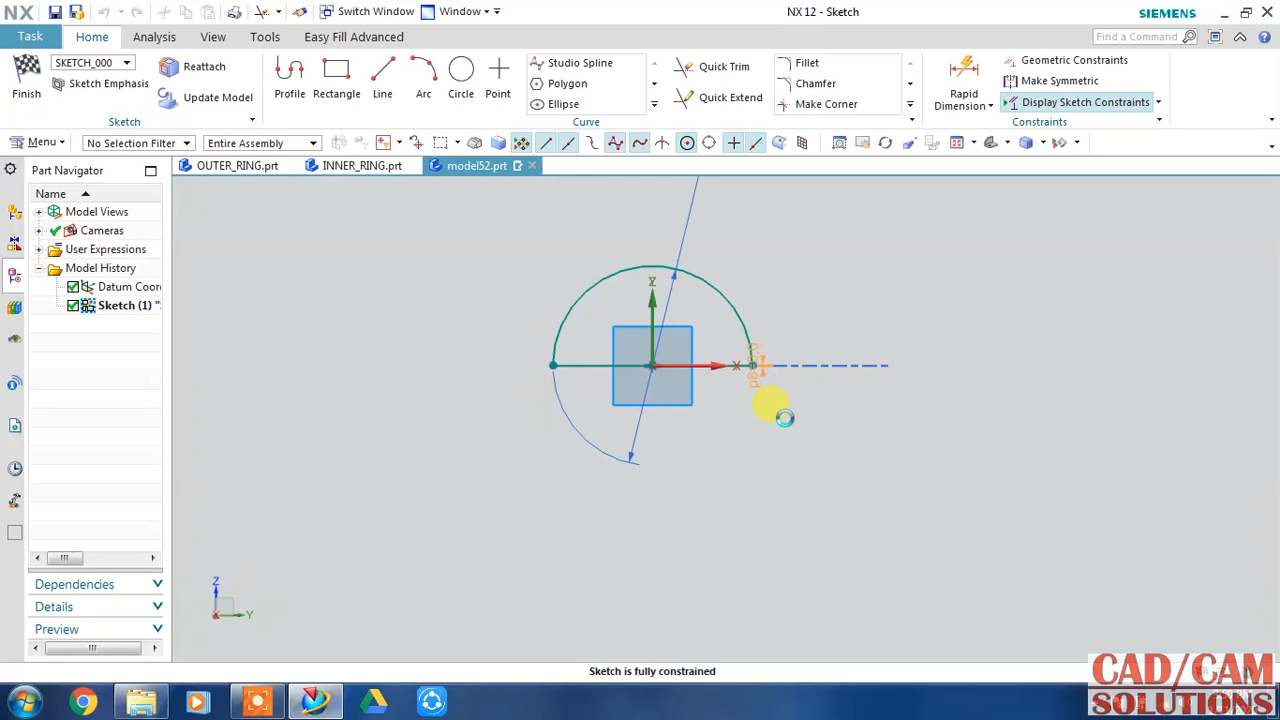 NX
Switch Window
Window
NX 12 - Sketch
SIEMENS
Task
Home
Analysis
View
Tools
Easy Fill Advanced
Find a Command
Finish
SKETCH_000
Sketch Emphasis
Reattach
Update Model
Sketch
Profile
Rectangle
Line
Arc
Circle
Point
Studio Spline
Polygon
Ellipse
Curve
Quick Trim
Quick Extend
Fillet
Chamfer
Make Corner
Rapid
Dimension
Geometric Constraints
Make Symmetric
Display Sketch Constraints
Constraints
Menu
No Selection Filter
Entire Assembly
Part Navigator
OUTER_RING.prt
INNER_RING.prt
model52.prt
Name
Model Views
Cameras
User Expressions
Model History
Datum Coor
Sketch (1) "
Z
X
Z
Y
X
Dependencies
Details
Preview
Sketch is fully constrained
CAD/CAM
SOLUTIONS